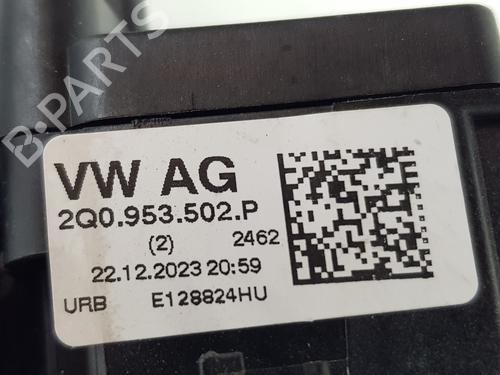 B-PARTS
VW AG
2Q0.953.502.P
(2) 2462
22.12.2023 20:59
URB E128824HU